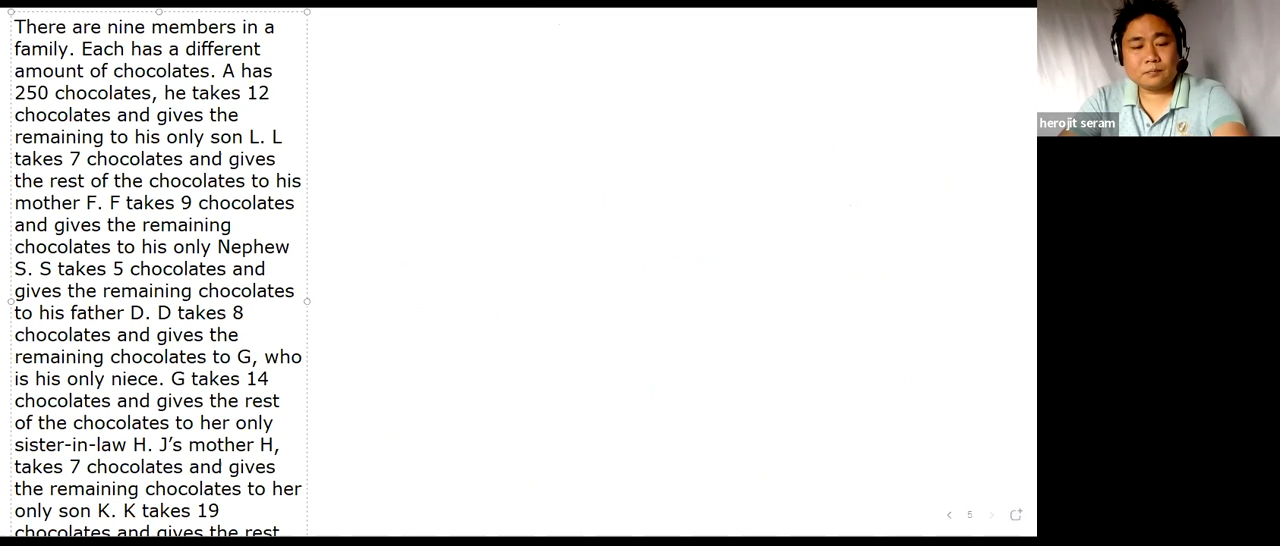 There are nine members in a
family. Each has a different
amount of chocolates. A has
250 chocolates, he takes 12
chocolates and gives the
remaining to his only son L. L
takes 7 chocolates and gives
the rest of the chocolates to his
mother F. F takes 9 chocolates
and gives the remaining
chocolates to his only Nephew
S. S takes 5 chocolates and
gives the remaining chocolates
to his father D. D takes 8
chocolates and gives the
remaining chocolates to G, who
is his only niece. G takes 14
chocolates and gives the rest
of the chocolates to her only
sister-in-law H. J’s mother H,
takes 7 chocolates and gives
the remaining chocolates to her
only son K. K takes 19
chocolates and gives the rest
herojit seram
5